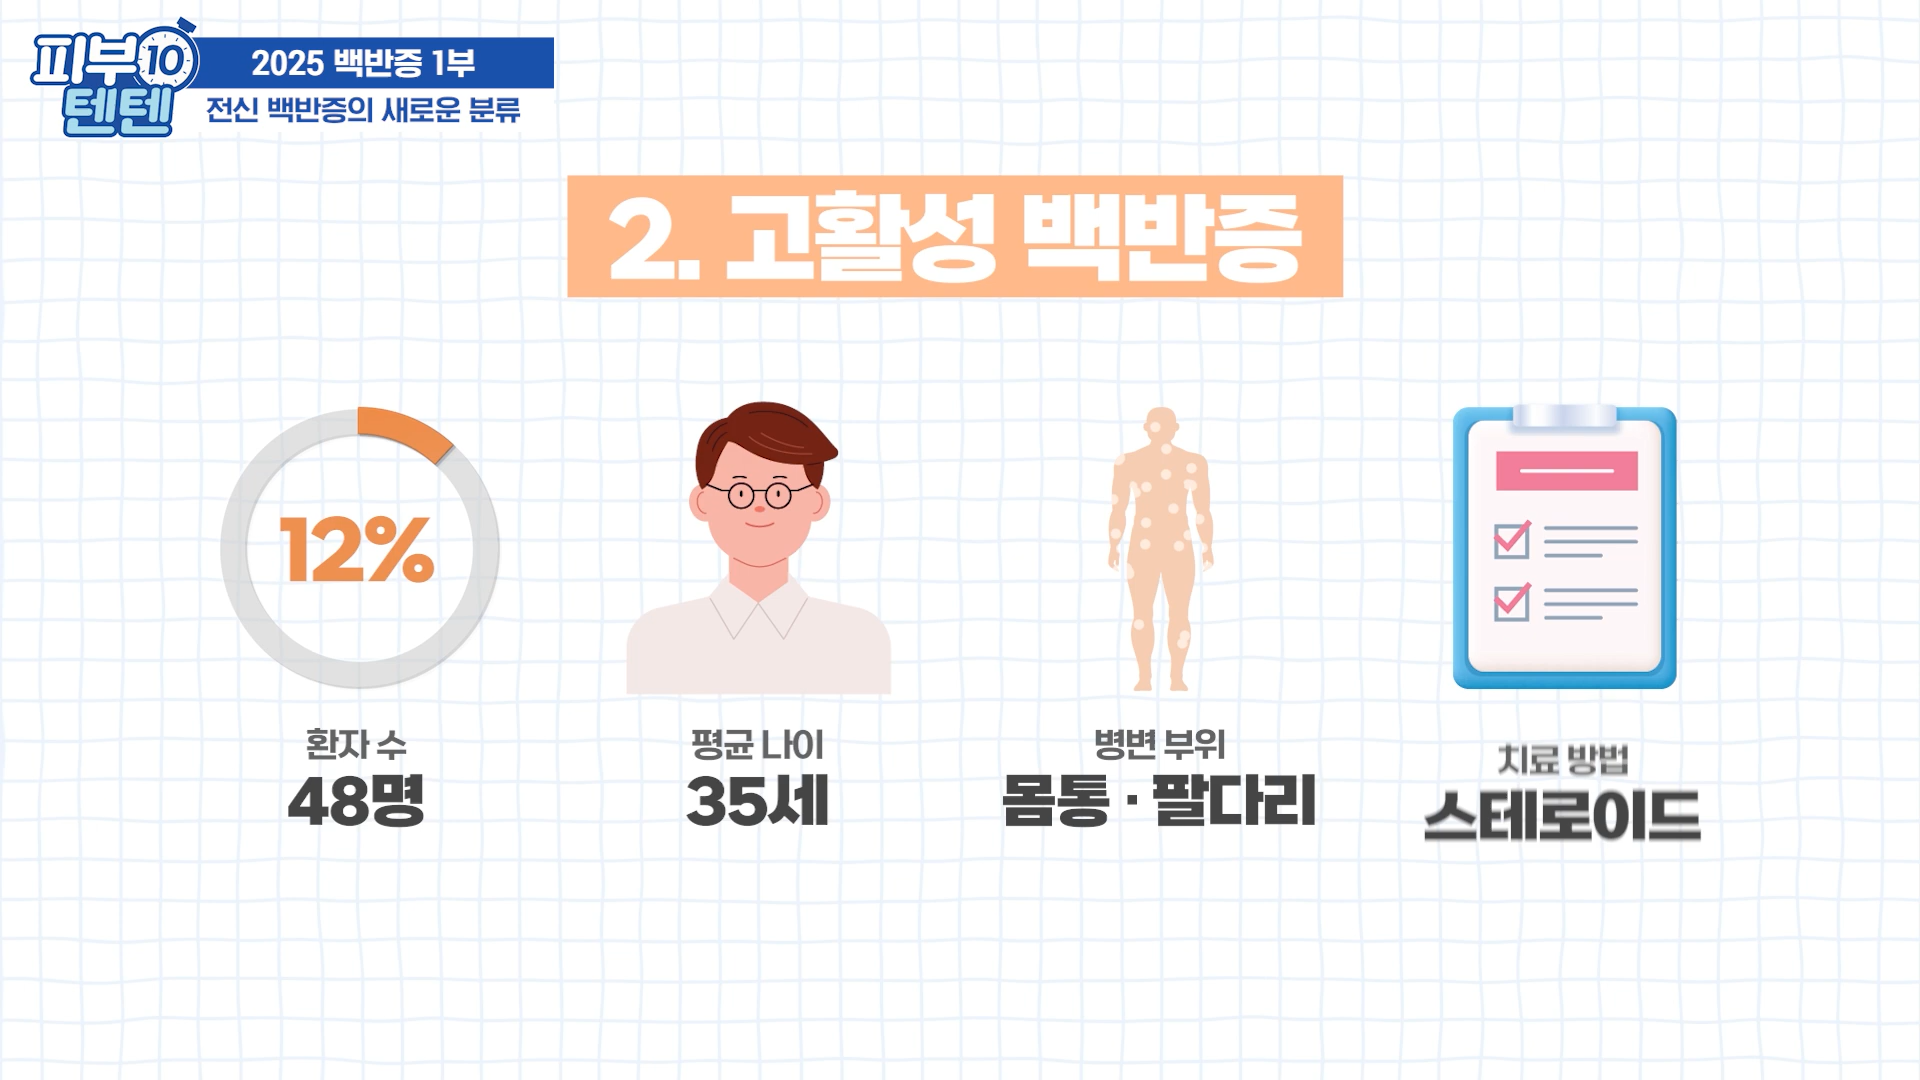 피부10
텐텐
2025 백반증 1부
전신 백반증의 새로운 분류
2. 고활성 백반증
12%
환자 수
48명
평균 나이
35세
병변 부위
몸통 · 팔다리
치료 방법
스테로이드